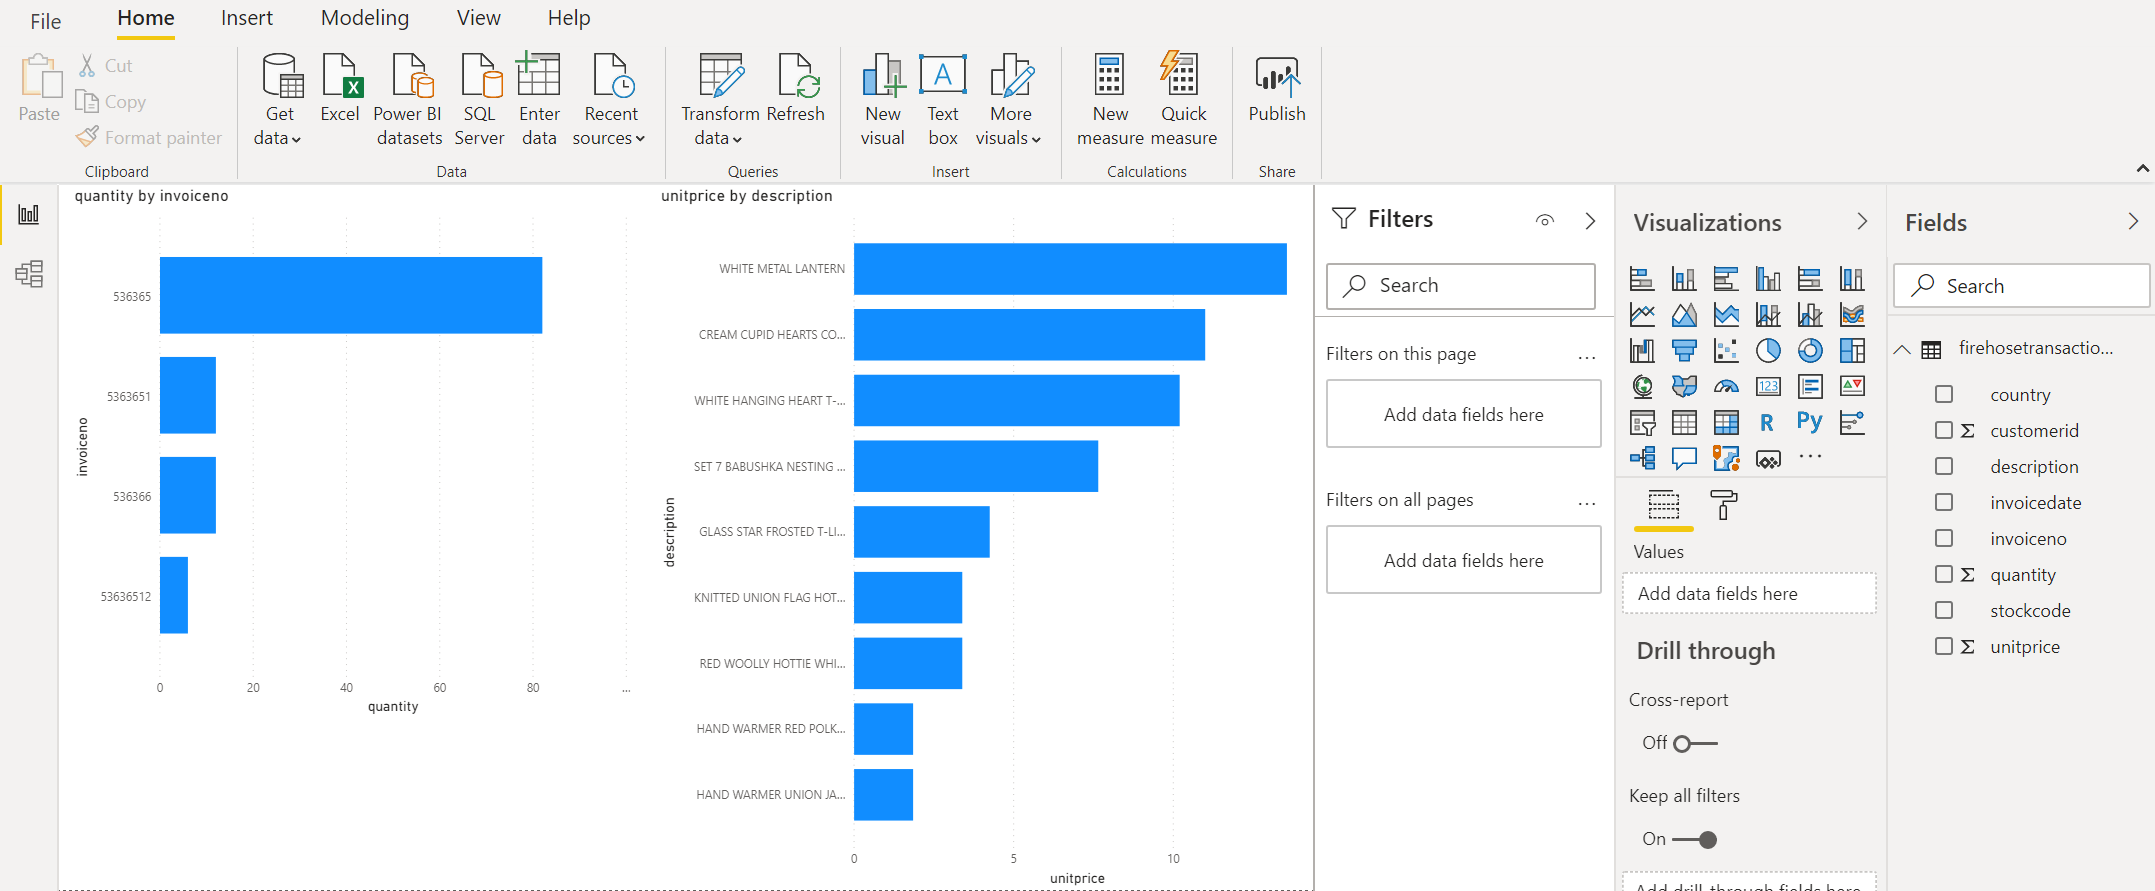 File
Home
Insert
Modeling
View
Help
Paste
Cut
Copy
Format painter
Clipboard
Get
data
Excel
Power BI
datasets
SQL
Server
Enter
data
Recent
sources
Data
Transform
data
Refresh
Queries
New
visual
A
Text
box
More
visuals
Insert
New
measure
Quick
measure
Calculations
Publish
Share
quantity by invoiceno
invoiceno
536365
5363651
536366
53636512
0 20 40 60 80 ...
quantity
unitprice by description
description
WHITE METAL LANTERN
CREAM CUPID HEARTS CO...
WHITE HANGING HEART T-...
SET 7 BABUSHKA NESTING ...
GLASS STAR FROSTED T-LI...
KNITTED UNION FLAG HOT...
RED WOOLLY HOTTIE WHI...
HAND WARMER RED POLK...
HAND WARMER UNION JA...
0 5 10
unitprice
Filters
Search
Filters on this page ...
Add data fields here
Filters on all pages ...
Add data fields here
Visualizations
123
R Py
...
Values
Add data fields here
Drill through
Cross-report
Off
Keep all filters
On
Add drill-through fields here
Fields
Search
firehosetransactio...
country
Σ customerid
description
invoicedate
invoiceno
Σ quantity
stockcode
Σ unitprice